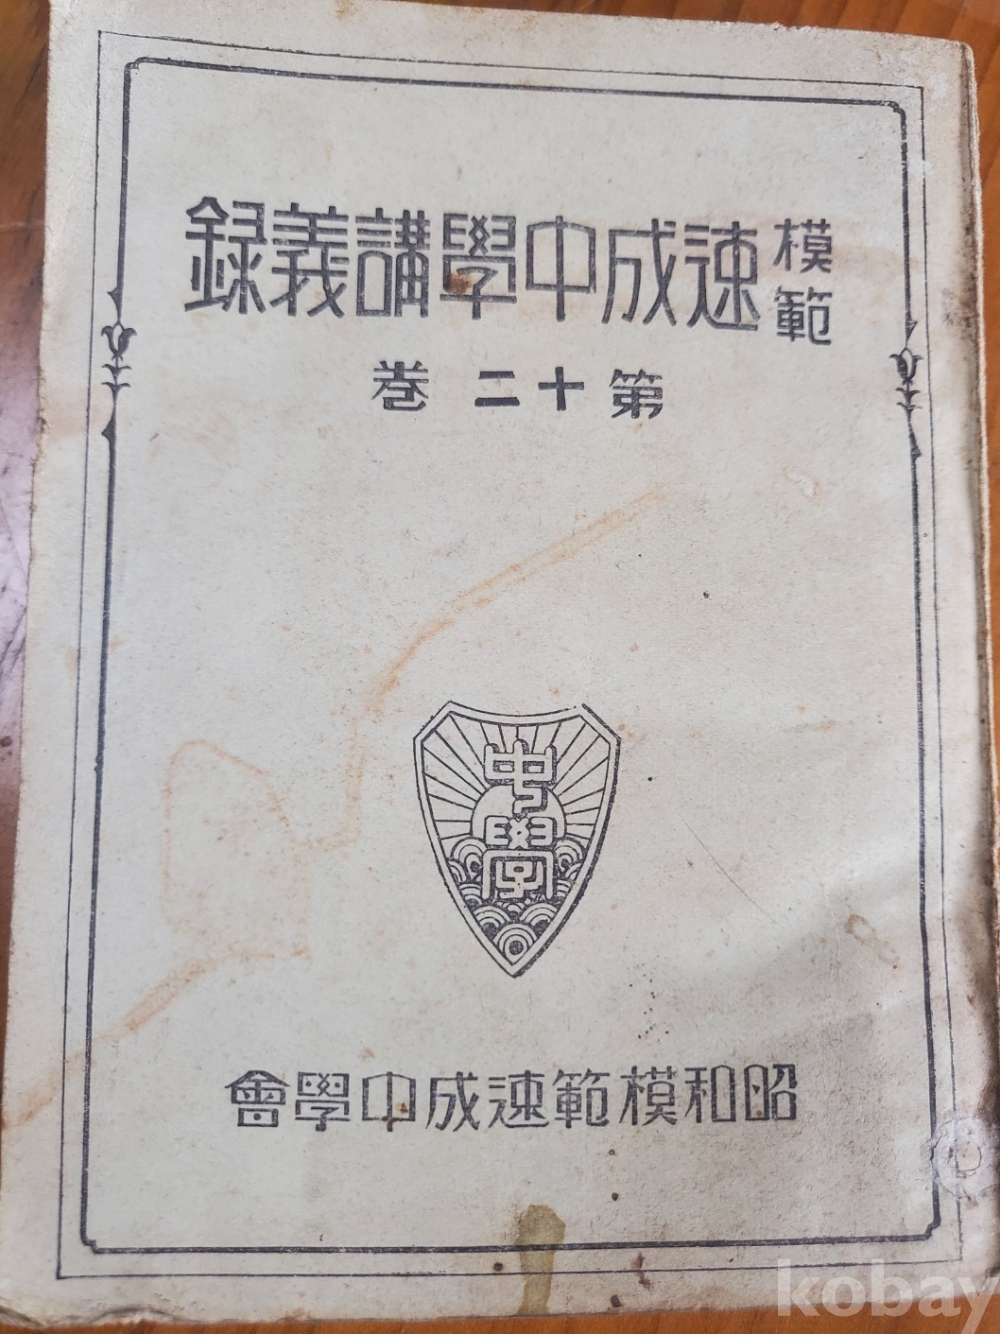 模範
速成中學講義録
第十二巻
中學
昭和模範速成中學會
kobay